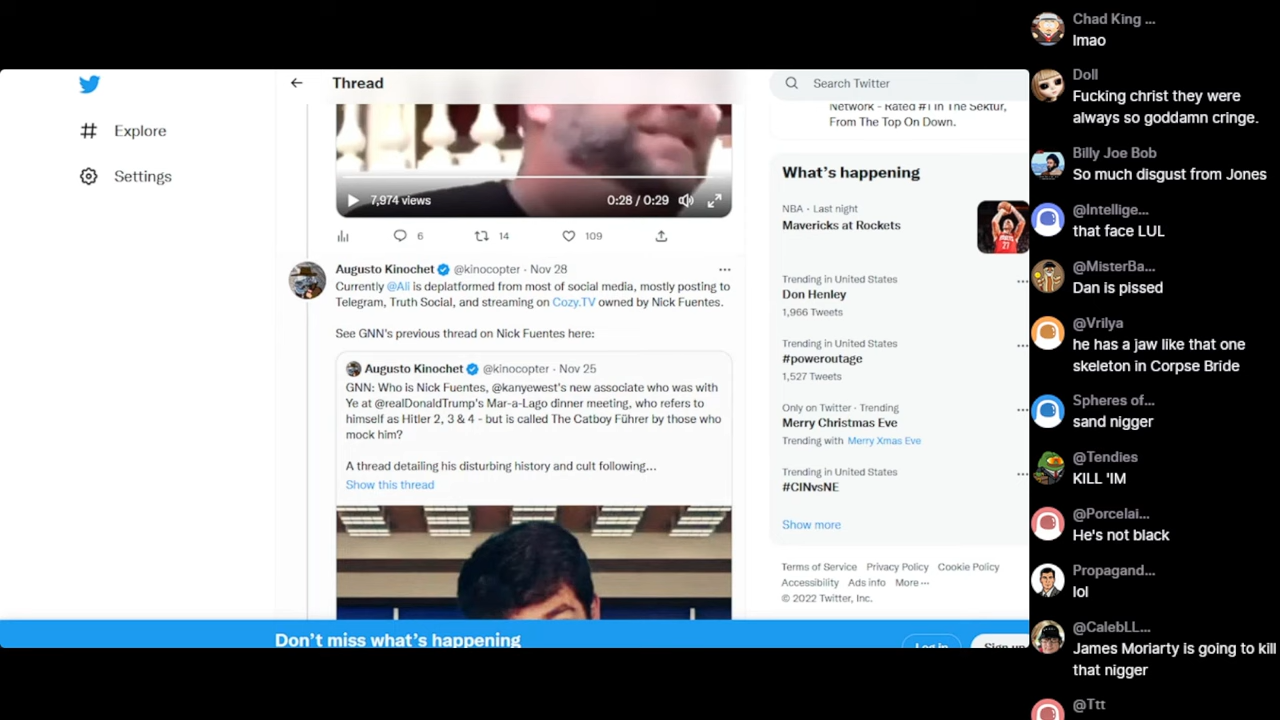 Thread
Explore
Settings
7,974 views
0:28 / 0:29
6
14
109
Augusto Kinochet @kinocopter · Nov 28
Currently @Ali is deplatformed from most of social media, mostly posting to
Telegram, Truth Social, and streaming on Cozy.TV owned by Nick Fuentes.
See GNN's previous thread on Nick Fuentes here:
Augusto Kinochet @kinocopter · Nov 25
GNN: Who is Nick Fuentes, @kanyewest's new associate who was with
Ye at @realDonaldTrump's Mar-a-Lago dinner meeting, who refers to
himself as Hitler 2, 3 & 4 - but is called The Catboy Führer by those who
mock him?
A thread detailing his disturbing history and cult following...
Show this thread
Search Twitter
Network - Rated #1 In The Sektur,
From The Top On Down.
What's happening
NBA · Last night
Mavericks at Rockets
Trending in United States
Don Henley
1,966 Tweets
Trending in United States
#poweroutage
1,527 Tweets
Only on Twitter · Trending
Merry Christmas Eve
Trending with Merry Xmas Eve
Trending in United States
#CINvsNE
Show more
Terms of Service Privacy Policy Cookie Policy
Accessibility Ads info More ···
© 2022 Twitter, Inc.
Don't miss what's happening
Log in
Sign up
Chad King ...
lmao
Doll
Fucking christ they were
always so goddamn cringe.
Billy Joe Bob
So much disgust from Jones
@Intellige...
that face LUL
@MisterBa...
Dan is pissed
@Vrilya
he has a jaw like that one
skeleton in Corpse Bride
Spheres of...
sand nigger
@Tendies
KILL 'IM
@Porcelai...
He's not black
Propagand...
lol
@CalebLL...
James Moriarty is going to kill
that nigger
@Ttt